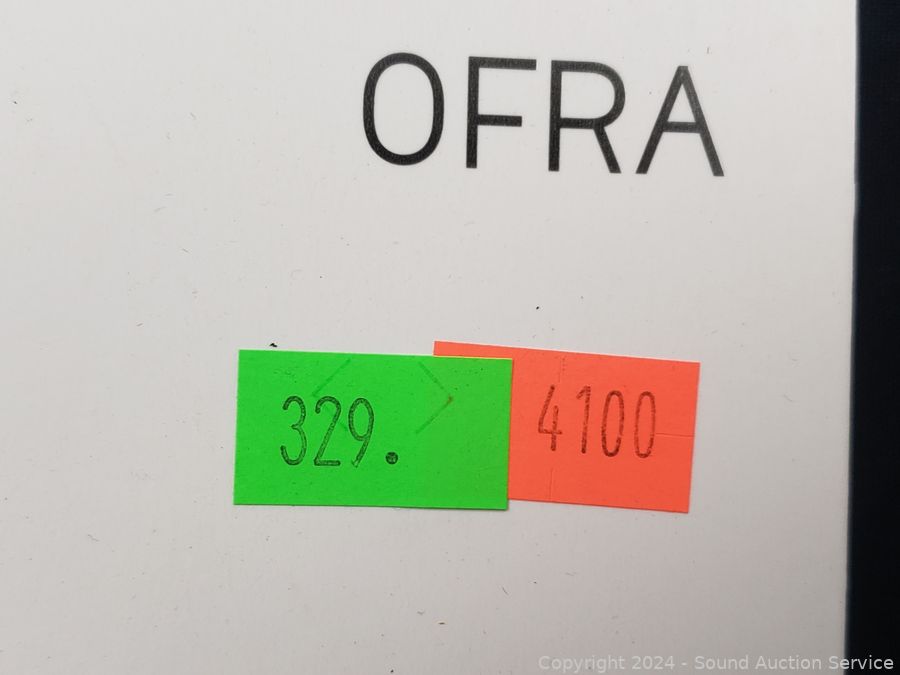 OFRA
329.
4100
Copyright 2024 - Sound Auction Service